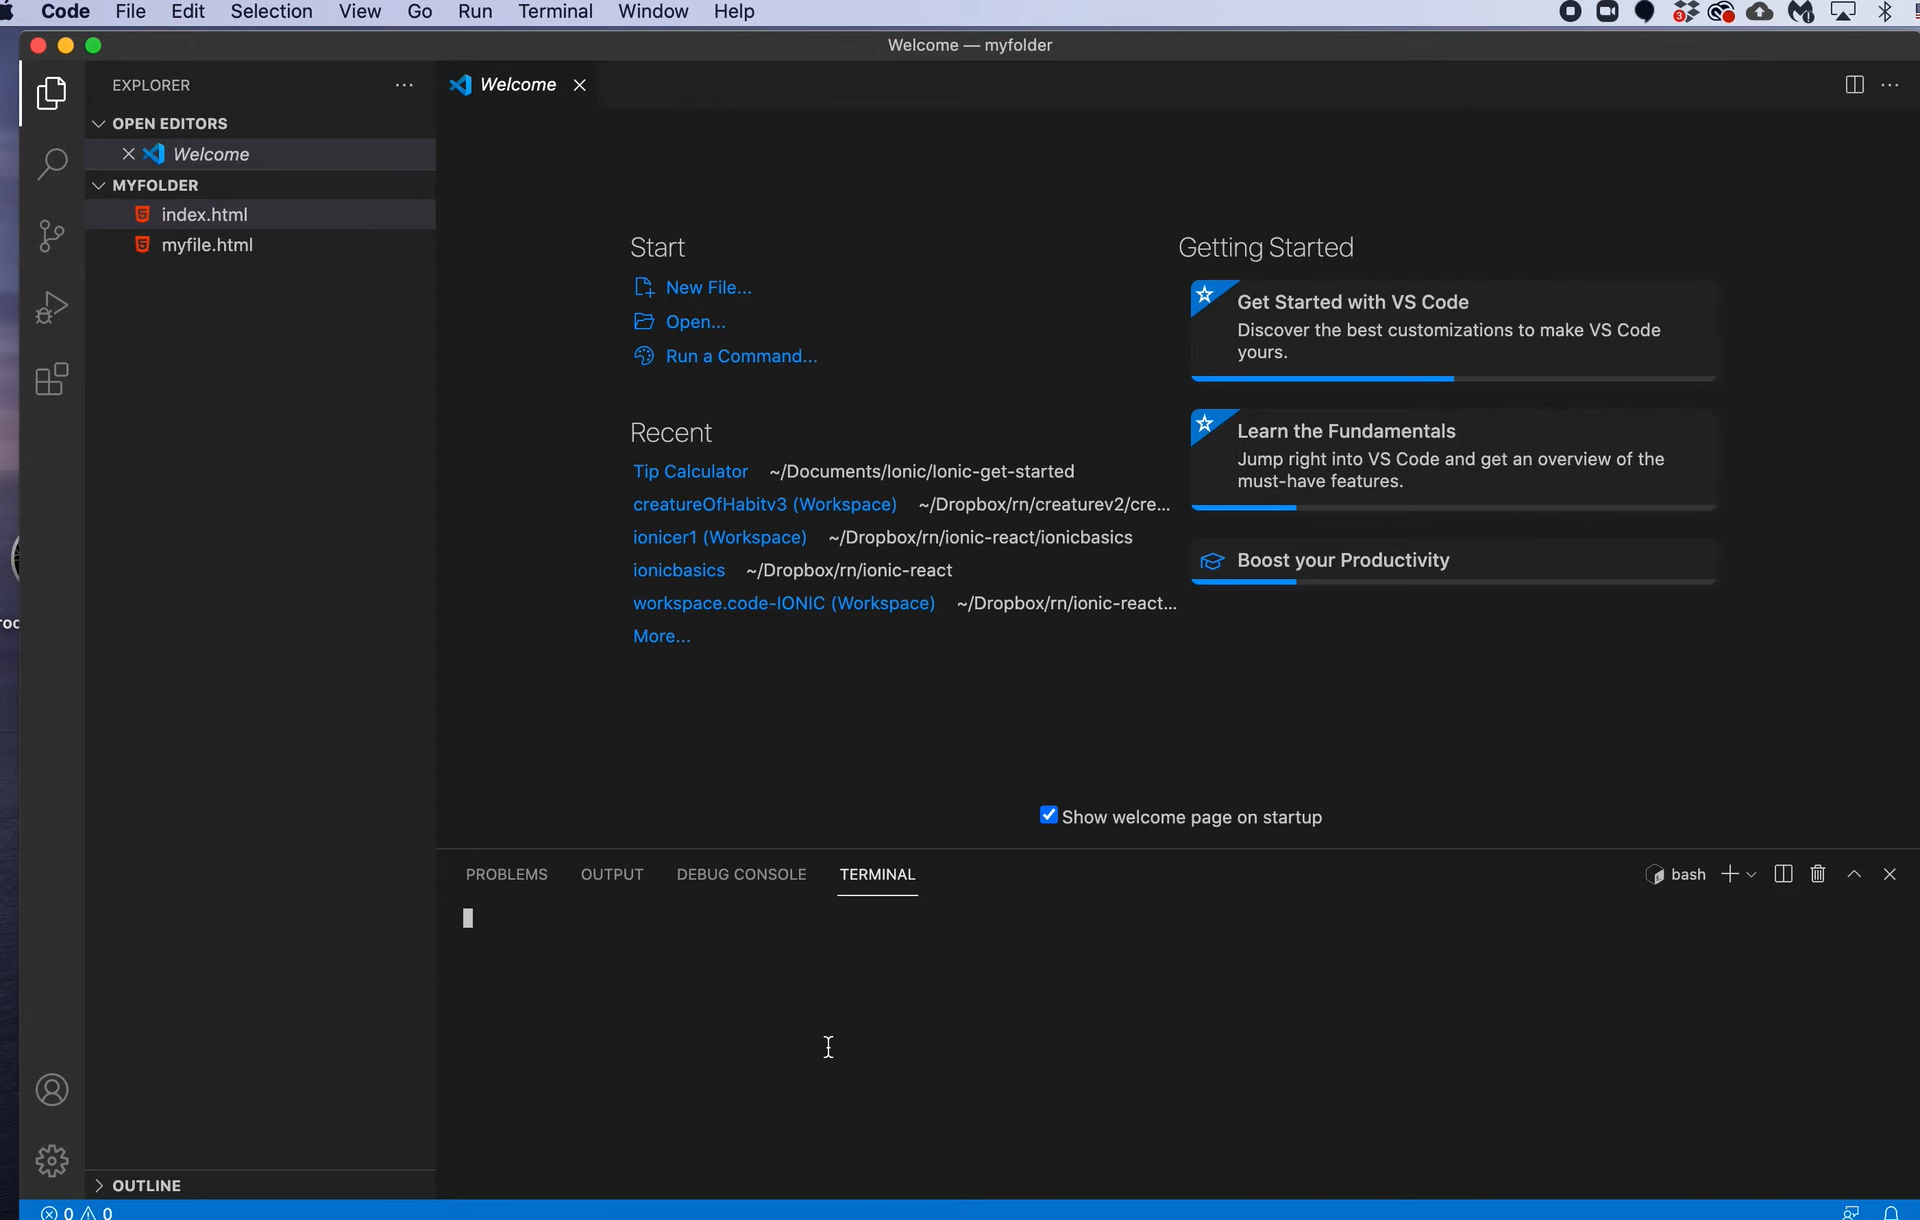 Code File Edit Selection View Go Run Terminal Window Help
3
Welcome — myfolder
EXPLORER
Welcome
OPEN EDITORS
Welcome
MYFOLDER
index.html
myfile.html
Start
New File...
Open...
Run a Command...
Recent
Tip Calculator ~/Documents/Ionic/Ionic-get-started
creatureOfHabitv3 (Workspace) ~/Dropbox/rn/creaturev2/cre...
ionicer1 (Workspace) ~/Dropbox/rn/ionic-react/ionicbasics
ionicbasics ~/Dropbox/rn/ionic-react
workspace.code-IONIC (Workspace) ~/Dropbox/rn/ionic-react...
More...
Getting Started
Get Started with VS Code
Discover the best customizations to make VS Code
yours.
Learn the Fundamentals
Jump right into VS Code and get an overview of the
must-have features.
Boost your Productivity
Show welcome page on startup
PROBLEMS OUTPUT DEBUG CONSOLE TERMINAL
bash
OUTLINE
0 0